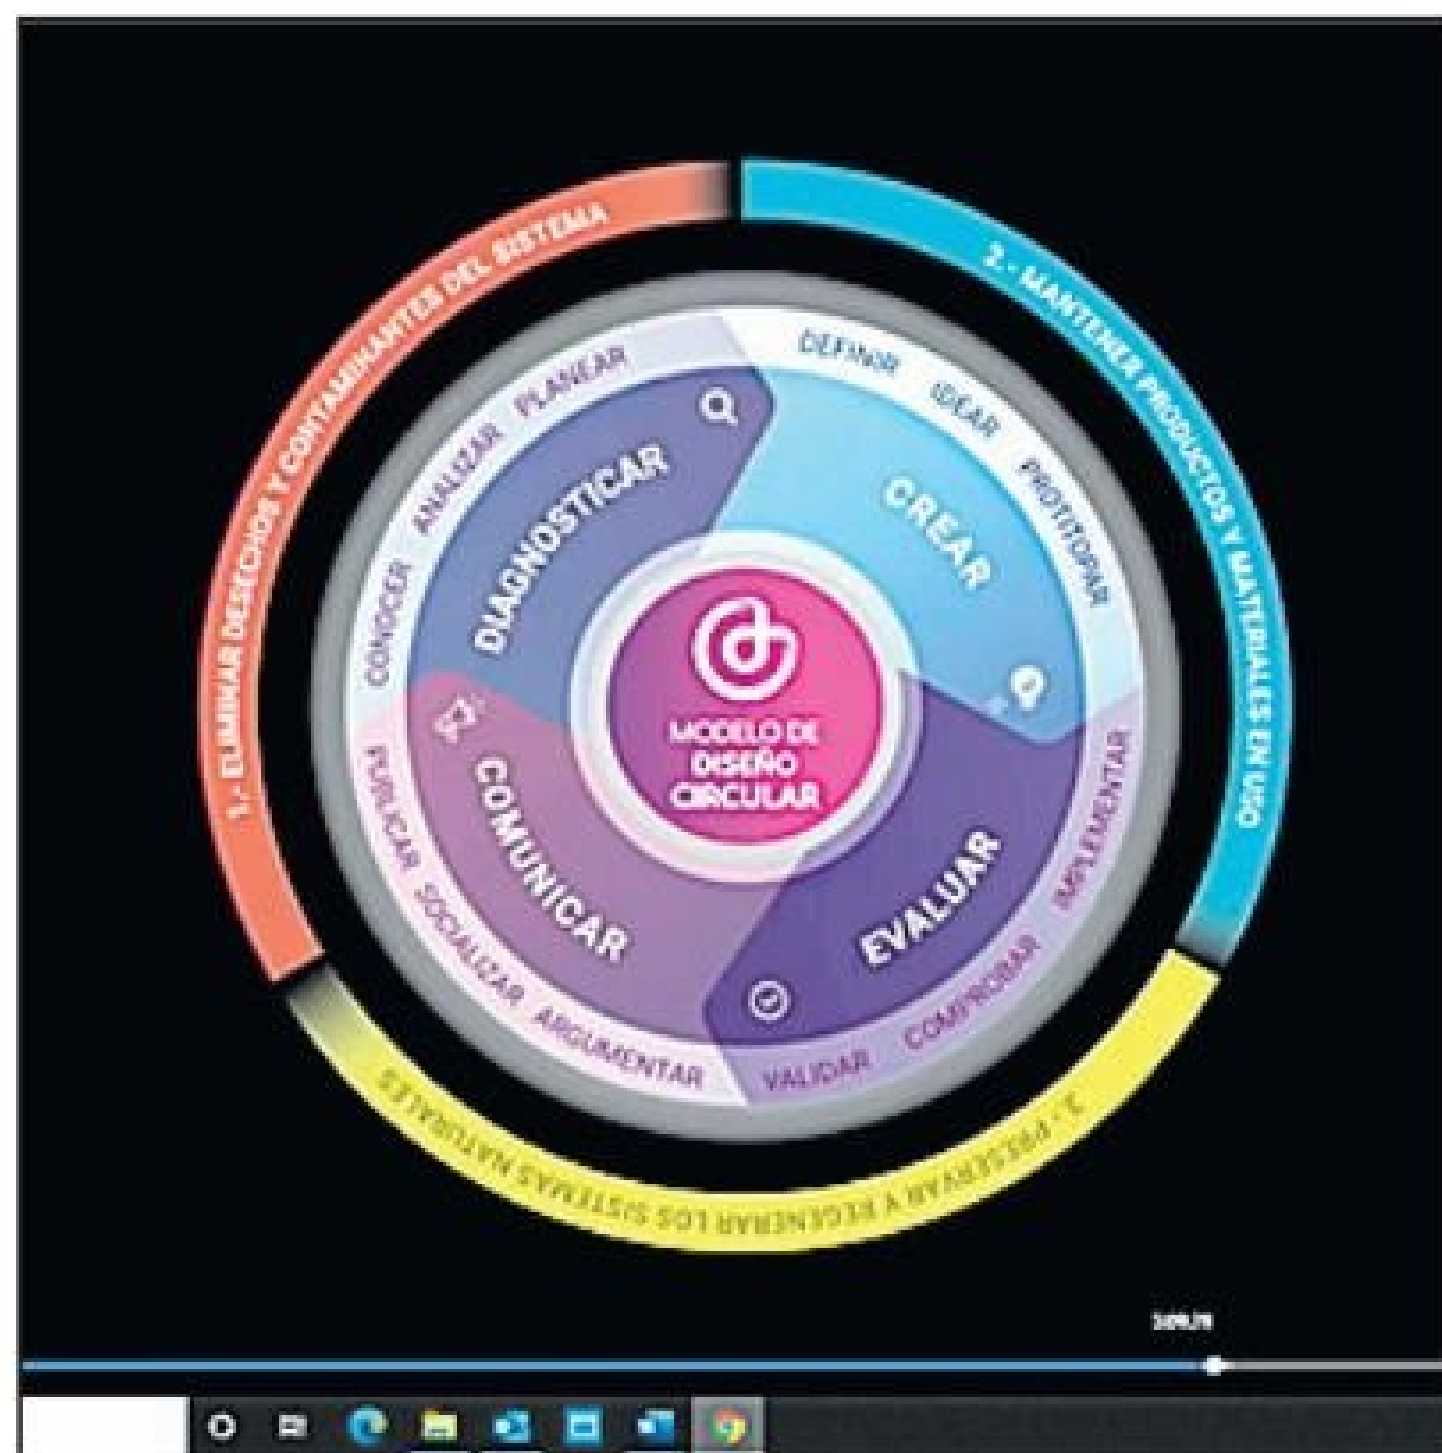 1.- ELIMINAR DESECHOS Y CONTAMINANTES DEL SISTEMA
2.- MANTENER PRODUCTOS Y MATERIALES EN USO
3.- PRESERVAR Y REGENERAR LOS SISTEMAS NATURALES
CONOCER ANALIZAR PLANEAR
DIAGNOSTICAR
DEFINIR IDEAR PROTITOPAR
CREAR
IMPLEMENTAR
COMPROBAR
VALIDAR
EVALUAR
ARGUMENTAR
SOCIALIZAR
PUBLICAR
COMUNICAR
MODELO DE
DISEÑO
CIRCULAR